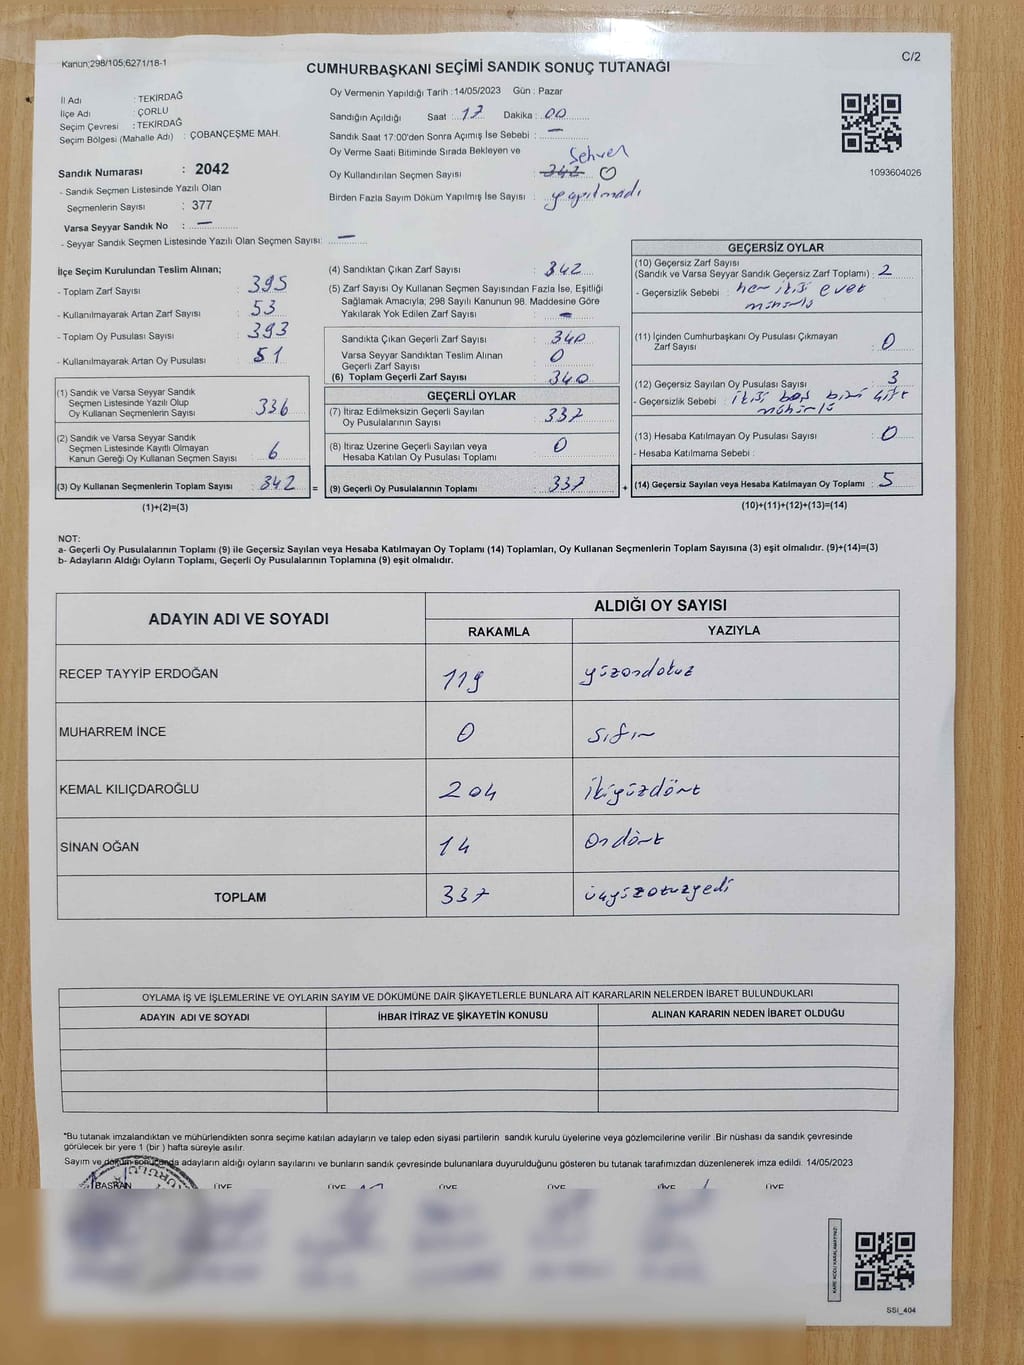 Kanun;298/105;6271/18-1
C/2
CUMHURBAŞKANI SEÇİMİ SANDIK SONUÇ TUTANAĞI
İl Adı : TEKİRDAĞ
İlçe Adı : ÇORLU
Seçim Çevresi : TEKİRDAĞ
Seçim Bölgesi (Mahalle Adı) : ÇOBANÇEŞME MAH.
Sandık Numarası : 2042
- Sandık Seçmen Listesinde Yazılı Olan
Seçmenlerin Sayısı : 377
Varsa Seyyar Sandık No : —
- Seyyar Sandık Seçmen Listesinde Yazılı Olan Seçmen Sayısı: —
Oy Vermenin Yapıldığı Tarih : 14/05/2023 Gün : Pazar
Sandığın Açıldığı Saat : 17 Dakika : 00
Sandık Saat 17:00'den Sonra Açımış İse Sebebi : —
Oy Verme Saati Bitiminde Sırada Bekleyen ve Sehven
Oy Kullandırılan Seçmen Sayısı : 342 0
Birden Fazla Sayım Döküm Yapılmış İse Sayısı : yapılmadı
1093604026
İlçe Seçim Kurulundan Teslim Alınan;
- Toplam Zarf Sayısı : 395
- Kullanılmayarak Artan Zarf Sayısı : 53
- Toplam Oy Pusulası Sayısı : 393
- Kullanılmayarak Artan Oy Pusulası : 51
(1) Sandık ve Varsa Seyyar Sandık
Seçmen Listesinde Yazılı Olup
Oy Kullanan Seçmenlerin Sayısı : 336
(2) Sandık ve Varsa Seyyar Sandık
Seçmen Listesinde Kayıtlı Olmayan
Kanun Gereği Oy Kullanan Seçmen Sayısı : 6
(3) Oy Kullanan Seçmenlerin Toplam Sayısı : 342 =
(1)+(2)=(3)
(4) Sandıktan Çıkan Zarf Sayısı : 342
(5) Zarf Sayısı Oy Kullanan Seçmen Sayısından Fazla İse, Eşitliği
Sağlamak Amacıyla, 298 Sayılı Kanunun 98. Maddesine Göre
Yakılarak Yok Edilen Zarf Sayısı : —
Sandıkta Çıkan Geçerli Zarf Sayısı : 340
Varsa Seyyar Sandıktan Teslim Alınan
Geçerli Zarf Sayısı : 0
(6) Toplam Geçerli Zarf Sayısı : 340
GEÇERLİ OYLAR
(7) İtiraz Edilmeksizin Geçerli Sayılan
Oy Pusulalarının Sayısı : 337
(8) İtiraz Üzerine Geçerli Sayılan veya
Hesaba Katılan Oy Pusulası Toplamı : 0
(9) Geçerli Oy Pusulalarının Toplamı : 337 +
GEÇERSİZ OYLAR
(10) Geçersiz Zarf Sayısı
(Sandık ve Varsa Seyyar Sandık Geçersiz Zarf Toplamı) : 2
- Geçersizlik Sebebi : her ikisi evet
mühürlü
(11) İçinden Cumhurbaşkanı Oy Pusulası Çıkmayan
Zarf Sayısı : 0
(12) Geçersiz Sayılan Oy Pusulası Sayısı : 3
- Geçersizlik Sebebi : ikisi boş biri çift
mühürlü
(13) Hesaba Katılmayan Oy Pusulası Sayısı : 0
- Hesaba Katılmama Sebebi :
(14) Geçersiz Sayılan veya Hesaba Katılmayan Oy Toplamı : 5
(10)+(11)+(12)+(13)=(14)
NOT:
a- Geçerli Oy Pusulalarının Toplamı (9) ile Geçersiz Sayılan veya Hesaba Katılmayan Oy Toplamı (14) Toplamları, Oy Kullanan Seçmenlerin Toplam Sayısına (3) eşit olmalıdır. (9)+(14)=(3)
b- Adayların Aldığı Oyların Toplamı, Geçerli Oy Pusulalarının Toplamına (9) eşit olmalıdır.
ADAYIN ADI VE SOYADI ALDIĞI OY SAYISI
RAKAMLA YAZIYLA
RECEP TAYYİP ERDOĞAN 119 yüzondokuz
MUHARREM İNCE 0 sıfır
KEMAL KILIÇDAROĞLU 204 ikiyüzdört
SİNAN OĞAN 14 Ondört
TOPLAM 337 üçyüzotuzyedi
OYLAMA İŞ VE İŞLEMLERİNE VE OYLARIN SAYIM VE DÖKÜMÜNE DAİR ŞİKAYETLERLE BUNLARA AİT KARARLARIN NELERDEN İBARET BULUNDUKLARI
ADAYIN ADI VE SOYADI İHBAR İTİRAZ VE ŞİKAYETİN KONUSU ALINAN KARARIN NEDEN İBARET OLDUĞU
*Bu tutanak imzalandıktan ve mühürlendikten sonra seçime katılan adayların ve talep eden siyasi partilerin sandık kurulu üyelerine veya gözlemcilerine verilir .Bir nüshası da sandık çevresinde
görülecek bir yere 1 (bir ) hafta süreyle asılır.
Sayım ve döküm sonucunda adayların aldığı oyların sayılarını ve bunların sandık çevresinde bulunanlara duyurulduğunu gösteren bu tutanak tarafımızdan düzenlenerek imza edildi. 14/05/2023
BAŞKAN ÜYE ÜYE ÜYE ÜYE ÜYE ÜYE
KARE KODU KARALAMAYINIZ!
SSI_404